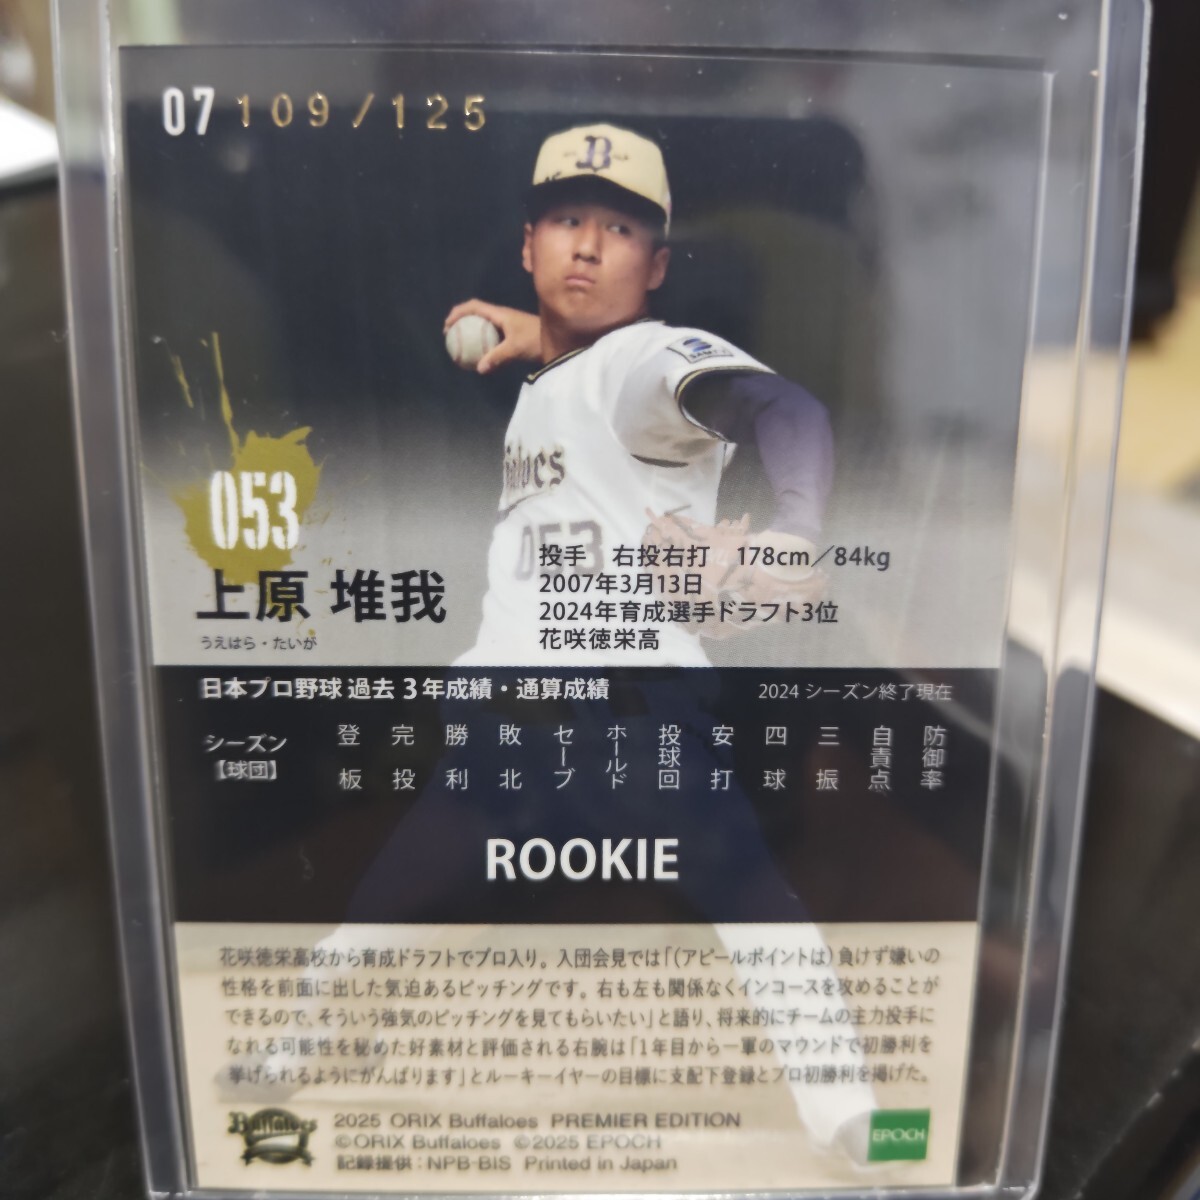 07 109/125
B
SANKI
Buffaloes
053
053
上原 堆我
うえはら・たいが
投手 右投右打 178cm/84kg
2007年3月13日
2024年育成選手ドラフト3位
花咲徳栄高
日本プロ野球 過去 3年成績・通算成績 2024 シーズン終了現在
シーズン【球団】 登板 完投 勝利 敗北 セーブ ホールド 投球回 安打 四球 三振 自責点 防御率
ROOKIE
花咲徳栄高校から育成ドラフトでプロ入り。入団会見では「(アピールポイントは)負けず嫌いの
性格を前面に出した気迫あるピッチングです。右も左も関係なくインコースを攻めることが
できるので、そういう強気のピッチングを見てもらいたい」と語り、将来的にチームの主力投手に
なれる可能性を秘めた好素材と評価される右腕は「1年目から一軍のマウンドで初勝利を
挙げられるようにがんばります」とルーキーイヤーの目標に支配下登録とプロ初勝利を掲げた。
Buffaloes
2025 ORIX Buffaloes PREMIER EDITION
©ORIX Buffaloes ©2025 EPOCH
記録提供:NPB-BIS Printed in Japan
EPOCH